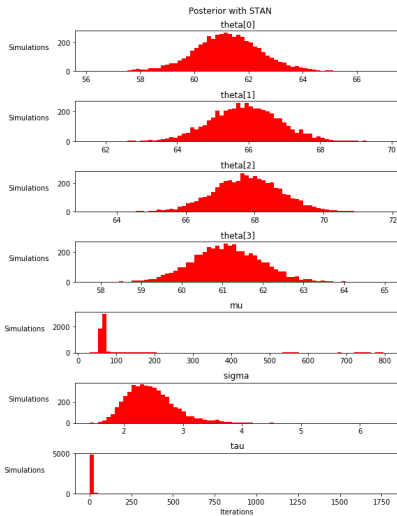 Posterior with STAN
theta[0]
Simulations
200
0
56 58 60 62 64 66
theta[1]
Simulations
200
0
62 64 66 68 70
theta[2]
Simulations
200
0
64 66 68 70 72
theta[3]
Simulations
200
0
58 59 60 61 62 63 64 65
mu
Simulations
2000
0
0 100 200 300 400 500 600 700 800
sigma
Simulations
200
0
2 3 4 5 6
tau
5000
Simulations
0
0 250 500 750 1000 1250 1500 1750
Iterations